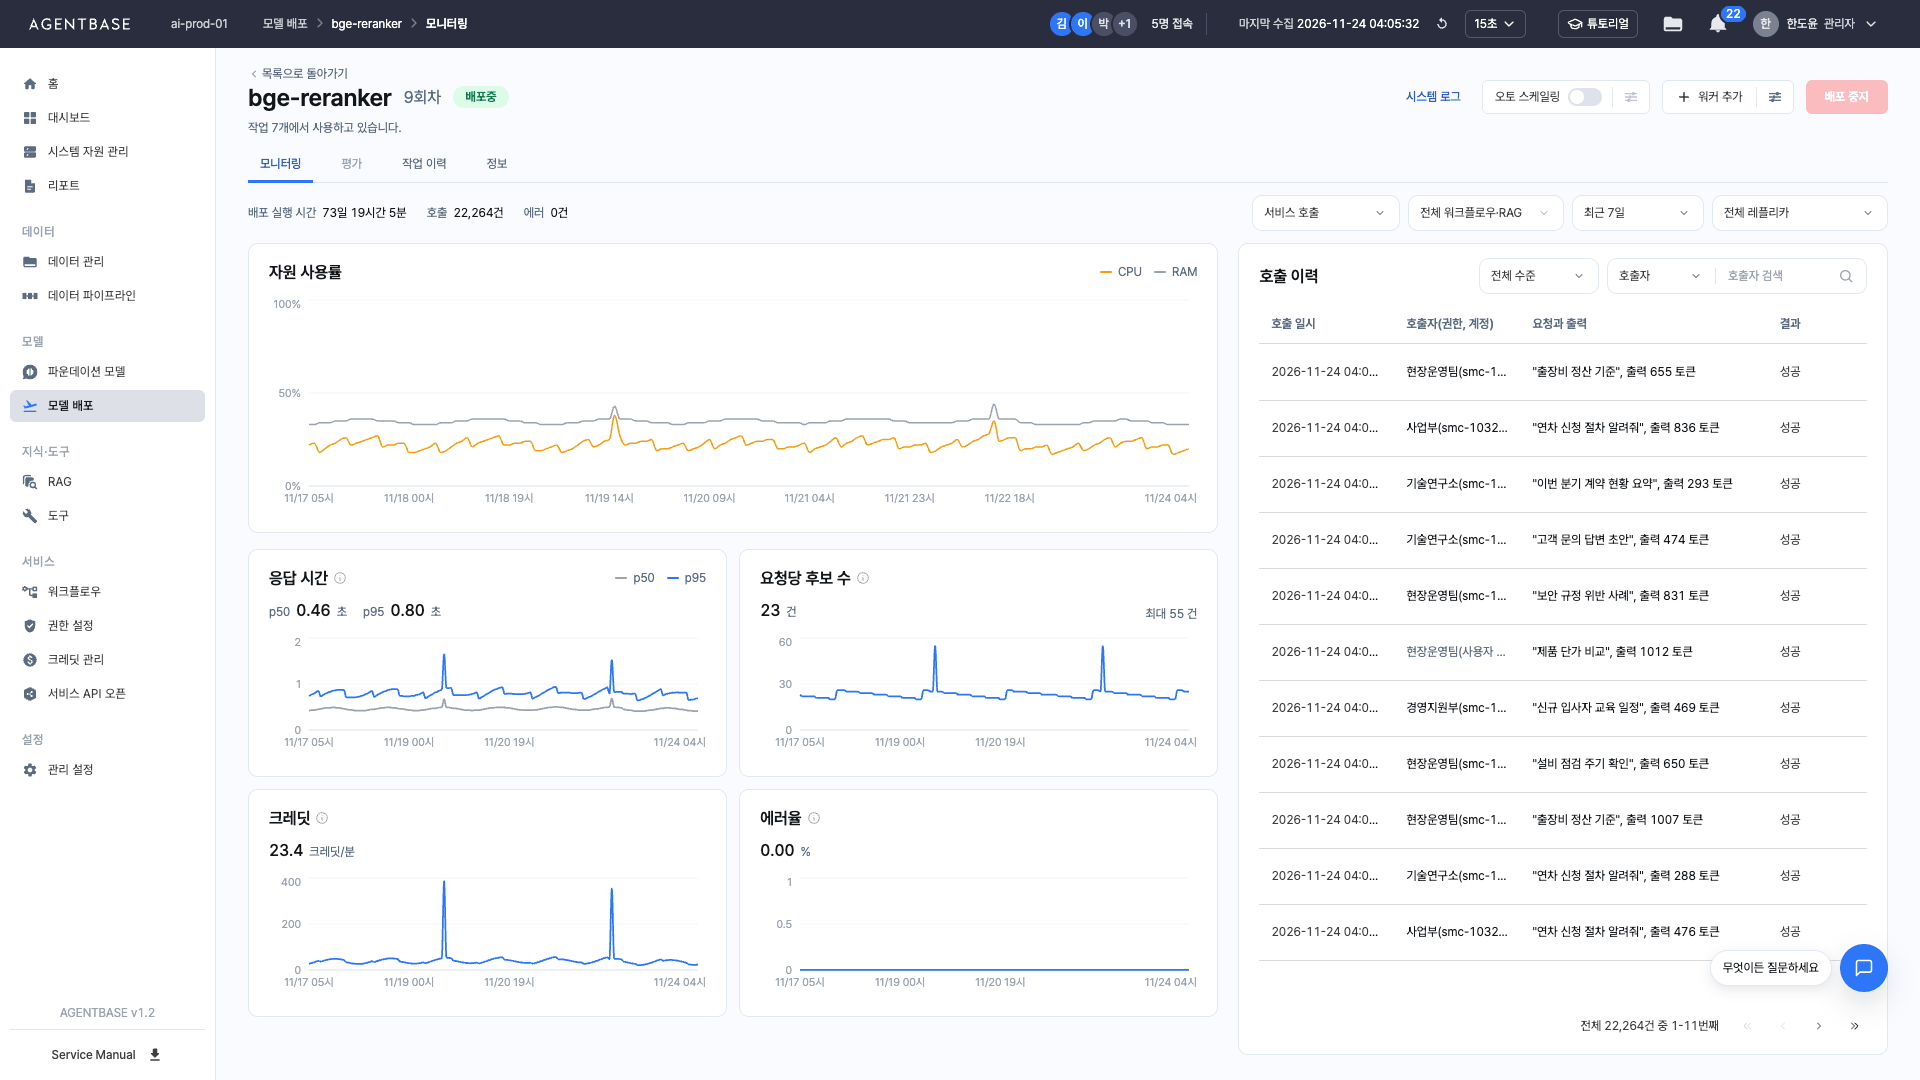 AGENTBASE
ai-prod-01
모델 배포 > bge-reranker > 모니터링
김 이 박 +1 5명 접속
마지막 수집 2026-11-24 04:05:32
15초
튜토리얼
22
한 한도윤 관리자
홈
대시보드
시스템 자원 관리
리포트
데이터
데이터 관리
데이터 파이프라인
모델
파운데이션 모델
모델 배포
지식·도구
RAG
도구
서비스
워크플로우
권한 설정
크레딧 관리
서비스 API 오픈
설정
관리 설정
AGENTBASE v1.2
Service Manual
목록으로 돌아가기
bge-reranker 9회차 배포중
작업 7개에서 사용하고 있습니다.
시스템 로그
오토 스케일링
워커 추가
배포 중지
모니터링 평가 작업 이력 정보
배포 실행 시간 73일 19시간 5분 호출 22,264건 에러 0건
서비스 호출
전체 워크플로우·RAG
최근 7일
전체 레플리카
자원 사용률
CPU RAM
100%
50%
0%
11/17 05시 11/18 00시 11/18 19시 11/19 14시 11/20 09시 11/21 04시 11/21 23시 11/22 18시 11/24 04시
응답 시간
p50 p95
p50 0.46 초 p95 0.80 초
2
1
0
11/17 05시 11/19 00시 11/20 19시 11/24 04시
요청당 후보 수
23 건
최대 55 건
60
30
0
11/17 05시 11/19 00시 11/20 19시 11/24 04시
크레딧
23.4 크레딧/분
400
200
0
11/17 05시 11/19 00시 11/20 19시 11/24 04시
에러율
0.00 %
1
0.5
0
11/17 05시 11/19 00시 11/20 19시 11/24 04시
호출 이력
전체 수준
호출자
호출자 검색
호출 일시 호출자(권한, 계정) 요청과 출력 결과
2026-11-24 04:0... 현장운영팀(smc-1... "출장비 정산 기준", 출력 655 토큰 성공
2026-11-24 04:0... 사업부(smc-1032... "연차 신청 절차 알려줘", 출력 836 토큰 성공
2026-11-24 04:0... 기술연구소(smc-1... "이번 분기 계약 현황 요약", 출력 293 토큰 성공
2026-11-24 04:0... 기술연구소(smc-1... "고객 문의 답변 초안", 출력 474 토큰 성공
2026-11-24 04:0... 현장운영팀(smc-1... "보안 규정 위반 사례", 출력 831 토큰 성공
2026-11-24 04:0... 현장운영팀(사용자 ... "제품 단가 비교", 출력 1012 토큰 성공
2026-11-24 04:0... 경영지원부(smc-1... "신규 입사자 교육 일정", 출력 469 토큰 성공
2026-11-24 04:0... 현장운영팀(smc-1... "설비 점검 주기 확인", 출력 650 토큰 성공
2026-11-24 04:0... 현장운영팀(smc-1... "출장비 정산 기준", 출력 1007 토큰 성공
2026-11-24 04:0... 기술연구소(smc-1... "연차 신청 절차 알려줘", 출력 288 토큰 성공
2026-11-24 04:0... 사업부(smc-1032... "연차 신청 절차 알려줘", 출력 476 토큰 성공
무엇이든 질문하세요
전체 22,264건 중 1-11번째